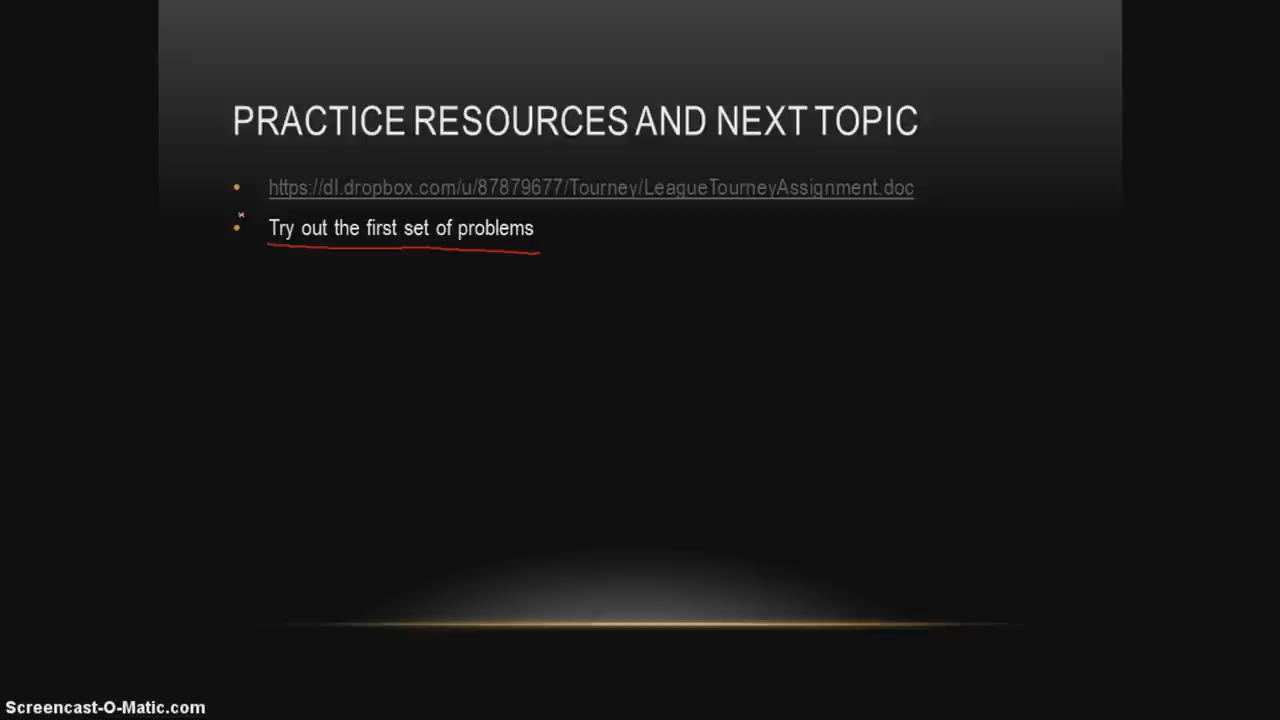 PRACTICE RESOURCES AND NEXT TOPIC
https://dl.dropbox.com/u/87879677/Tourney/LeagueTourneyAssignment.doc
Try out the first set of problems
Screencast-O-Matic.com